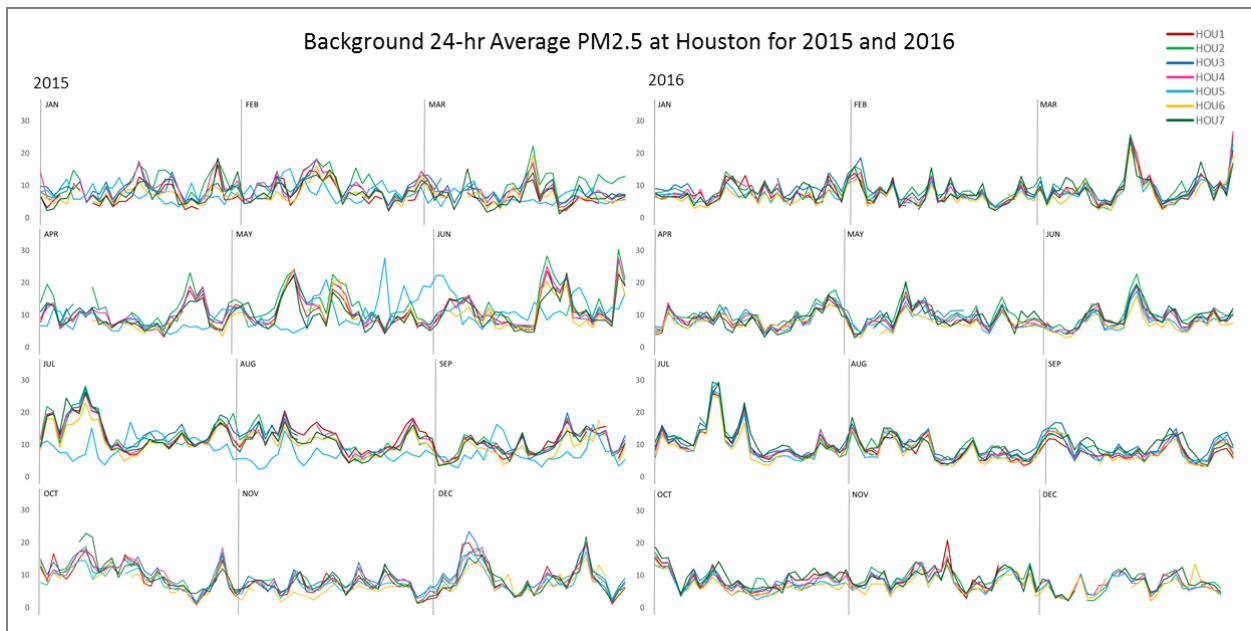 Background 24-hr Average PM2.5 at Houston for 2015 and 2016
HOU1
HOU2
HOU3
HOU4
HOU5
HOU6
HOU7
2015
JAN FEB MAR
30
20
10
0
APR MAY JUN
30
20
10
0
JUL AUG SEP
30
20
10
0
OCT NOV DEC
30
20
10
0
2016
JAN FEB MAR
30
20
10
0
APR MAY JUN
30
20
10
0
JUL AUG SEP
30
20
10
0
OCT NOV DEC
30
20
10
0